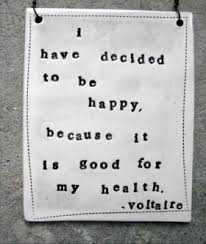 i
have decided
to be
happy,
because it
is good for
my health.
-voltaire